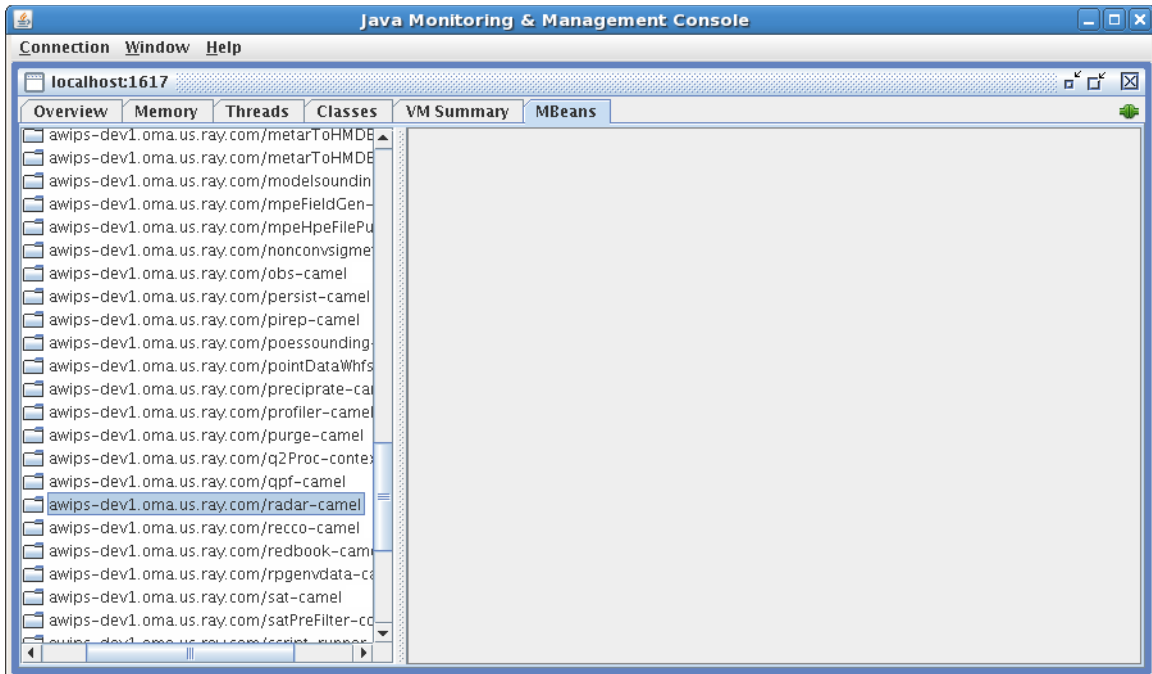 Java Monitoring & Management Console
Connection Window Help
localhost:1617
Overview Memory Threads Classes VM Summary MBeans
awips-dev1.oma.us.ray.com/metarToHMDB
awips-dev1.oma.us.ray.com/metarToHMDB
awips-dev1.oma.us.ray.com/modelsoundin
awips-dev1.oma.us.ray.com/mpeFieldGen-
awips-dev1.oma.us.ray.com/mpeHpeFilePu
awips-dev1.oma.us.ray.com/nonconvsigmet
awips-dev1.oma.us.ray.com/obs-camel
awips-dev1.oma.us.ray.com/persist-camel
awips-dev1.oma.us.ray.com/pirep-camel
awips-dev1.oma.us.ray.com/poessounding-
awips-dev1.oma.us.ray.com/pointDataWhfs
awips-dev1.oma.us.ray.com/preciprate-ca
awips-dev1.oma.us.ray.com/profiler-camel
awips-dev1.oma.us.ray.com/purge-camel
awips-dev1.oma.us.ray.com/q2Proc-contex
awips-dev1.oma.us.ray.com/qpf-camel
awips-dev1.oma.us.ray.com/radar-camel
awips-dev1.oma.us.ray.com/recco-camel
awips-dev1.oma.us.ray.com/redbook-cam
awips-dev1.oma.us.ray.com/rpgenvdata-ca
awips-dev1.oma.us.ray.com/sat-camel
awips-dev1.oma.us.ray.com/satPreFilter-co